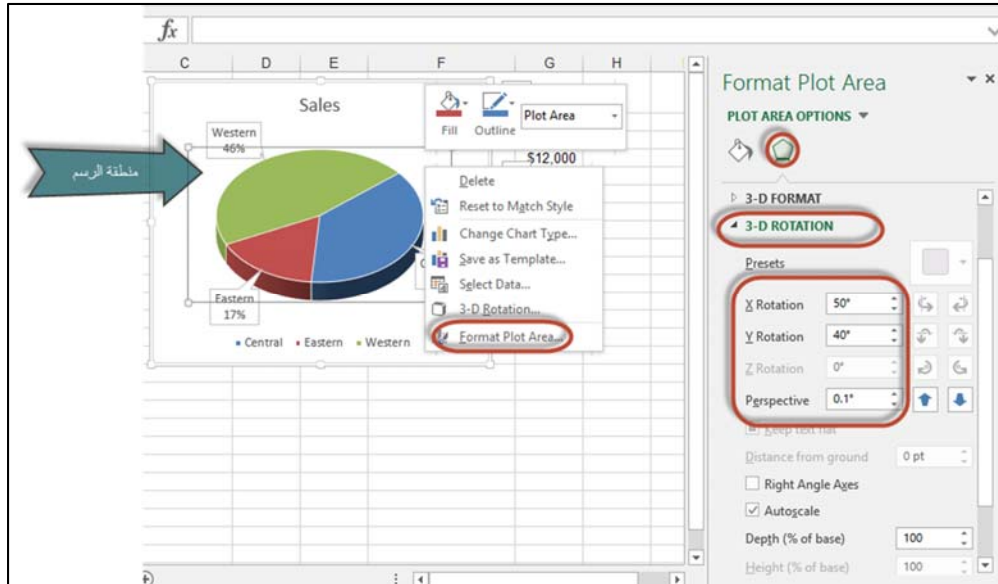 fx
C D E F G H
Sales
Western
46%
Eastern
17%
Central Eastern Western
منطقة الرسم
Fill Outline
Plot Area
$12,000
Delete
Reset to Match Style
Change Chart Type...
Save as Template...
Select Data...
3-D Rotation...
Format Plot Area...
Format Plot Area
PLOT AREA OPTIONS
3-D FORMAT
3-D ROTATION
Presets
X Rotation 50°
Y Rotation 40°
Z Rotation 0°
Perspective 0.1°
Keep text flat
Distance from ground 0 pt
Right Angle Axes
Autoscale
Depth (% of base) 100
Height (% of base) 100